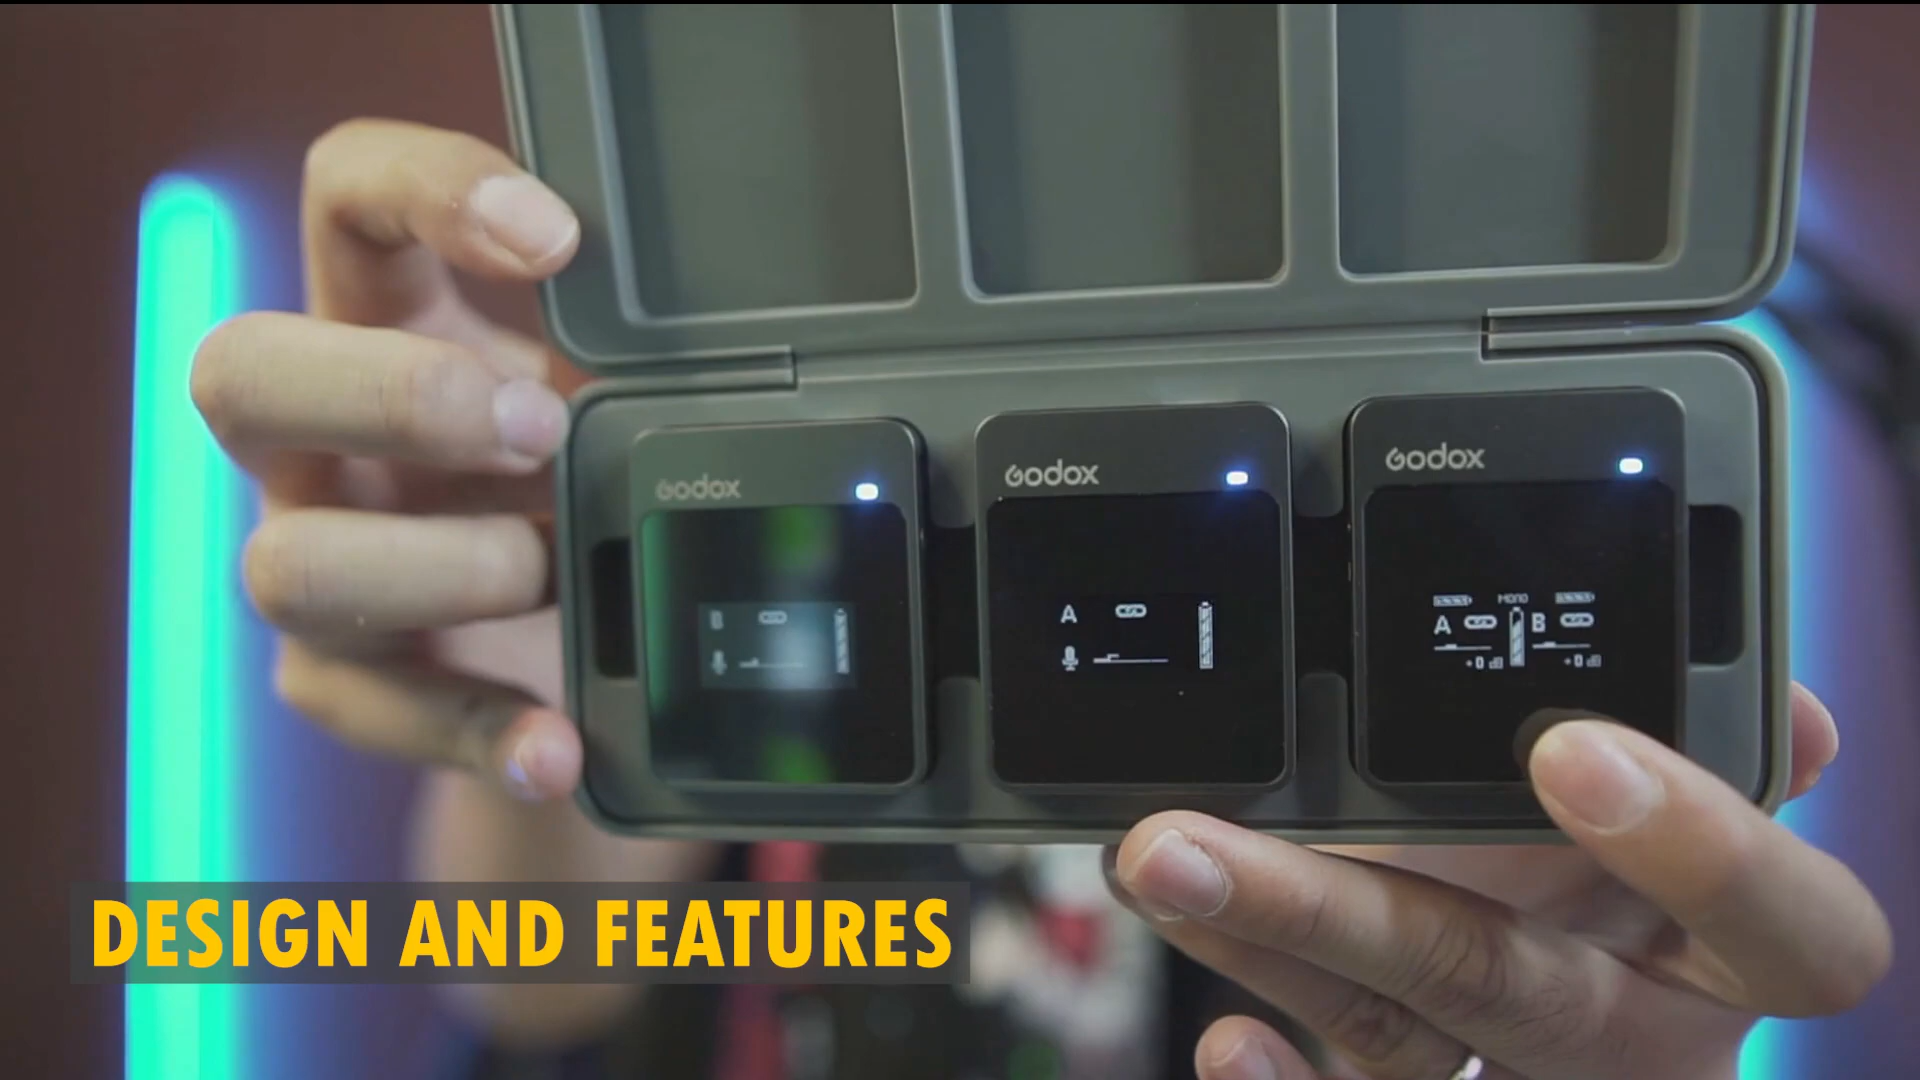 Godox
Godox
Godox
B
A
MONO
A
B
+0 dB
+0 dB
DESIGN AND FEATURES